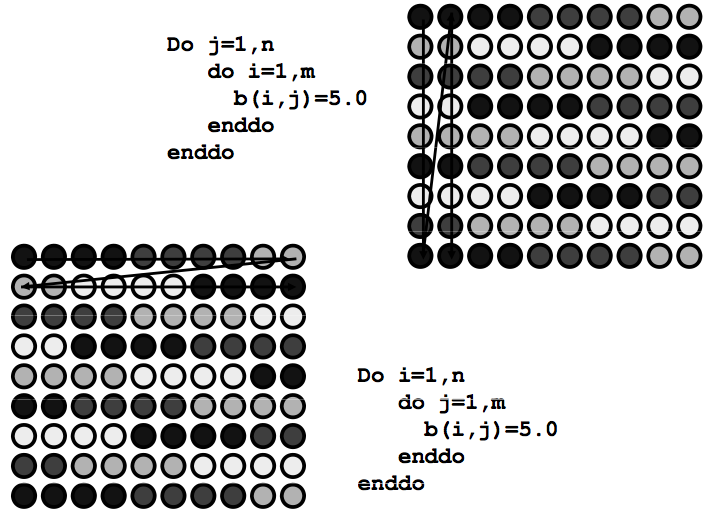 Do j=1,n
do i=1,m
b(i,j)=5.0
enddo
enddo
Do i=1,n
do j=1,m
b(i,j)=5.0
enddo
enddo